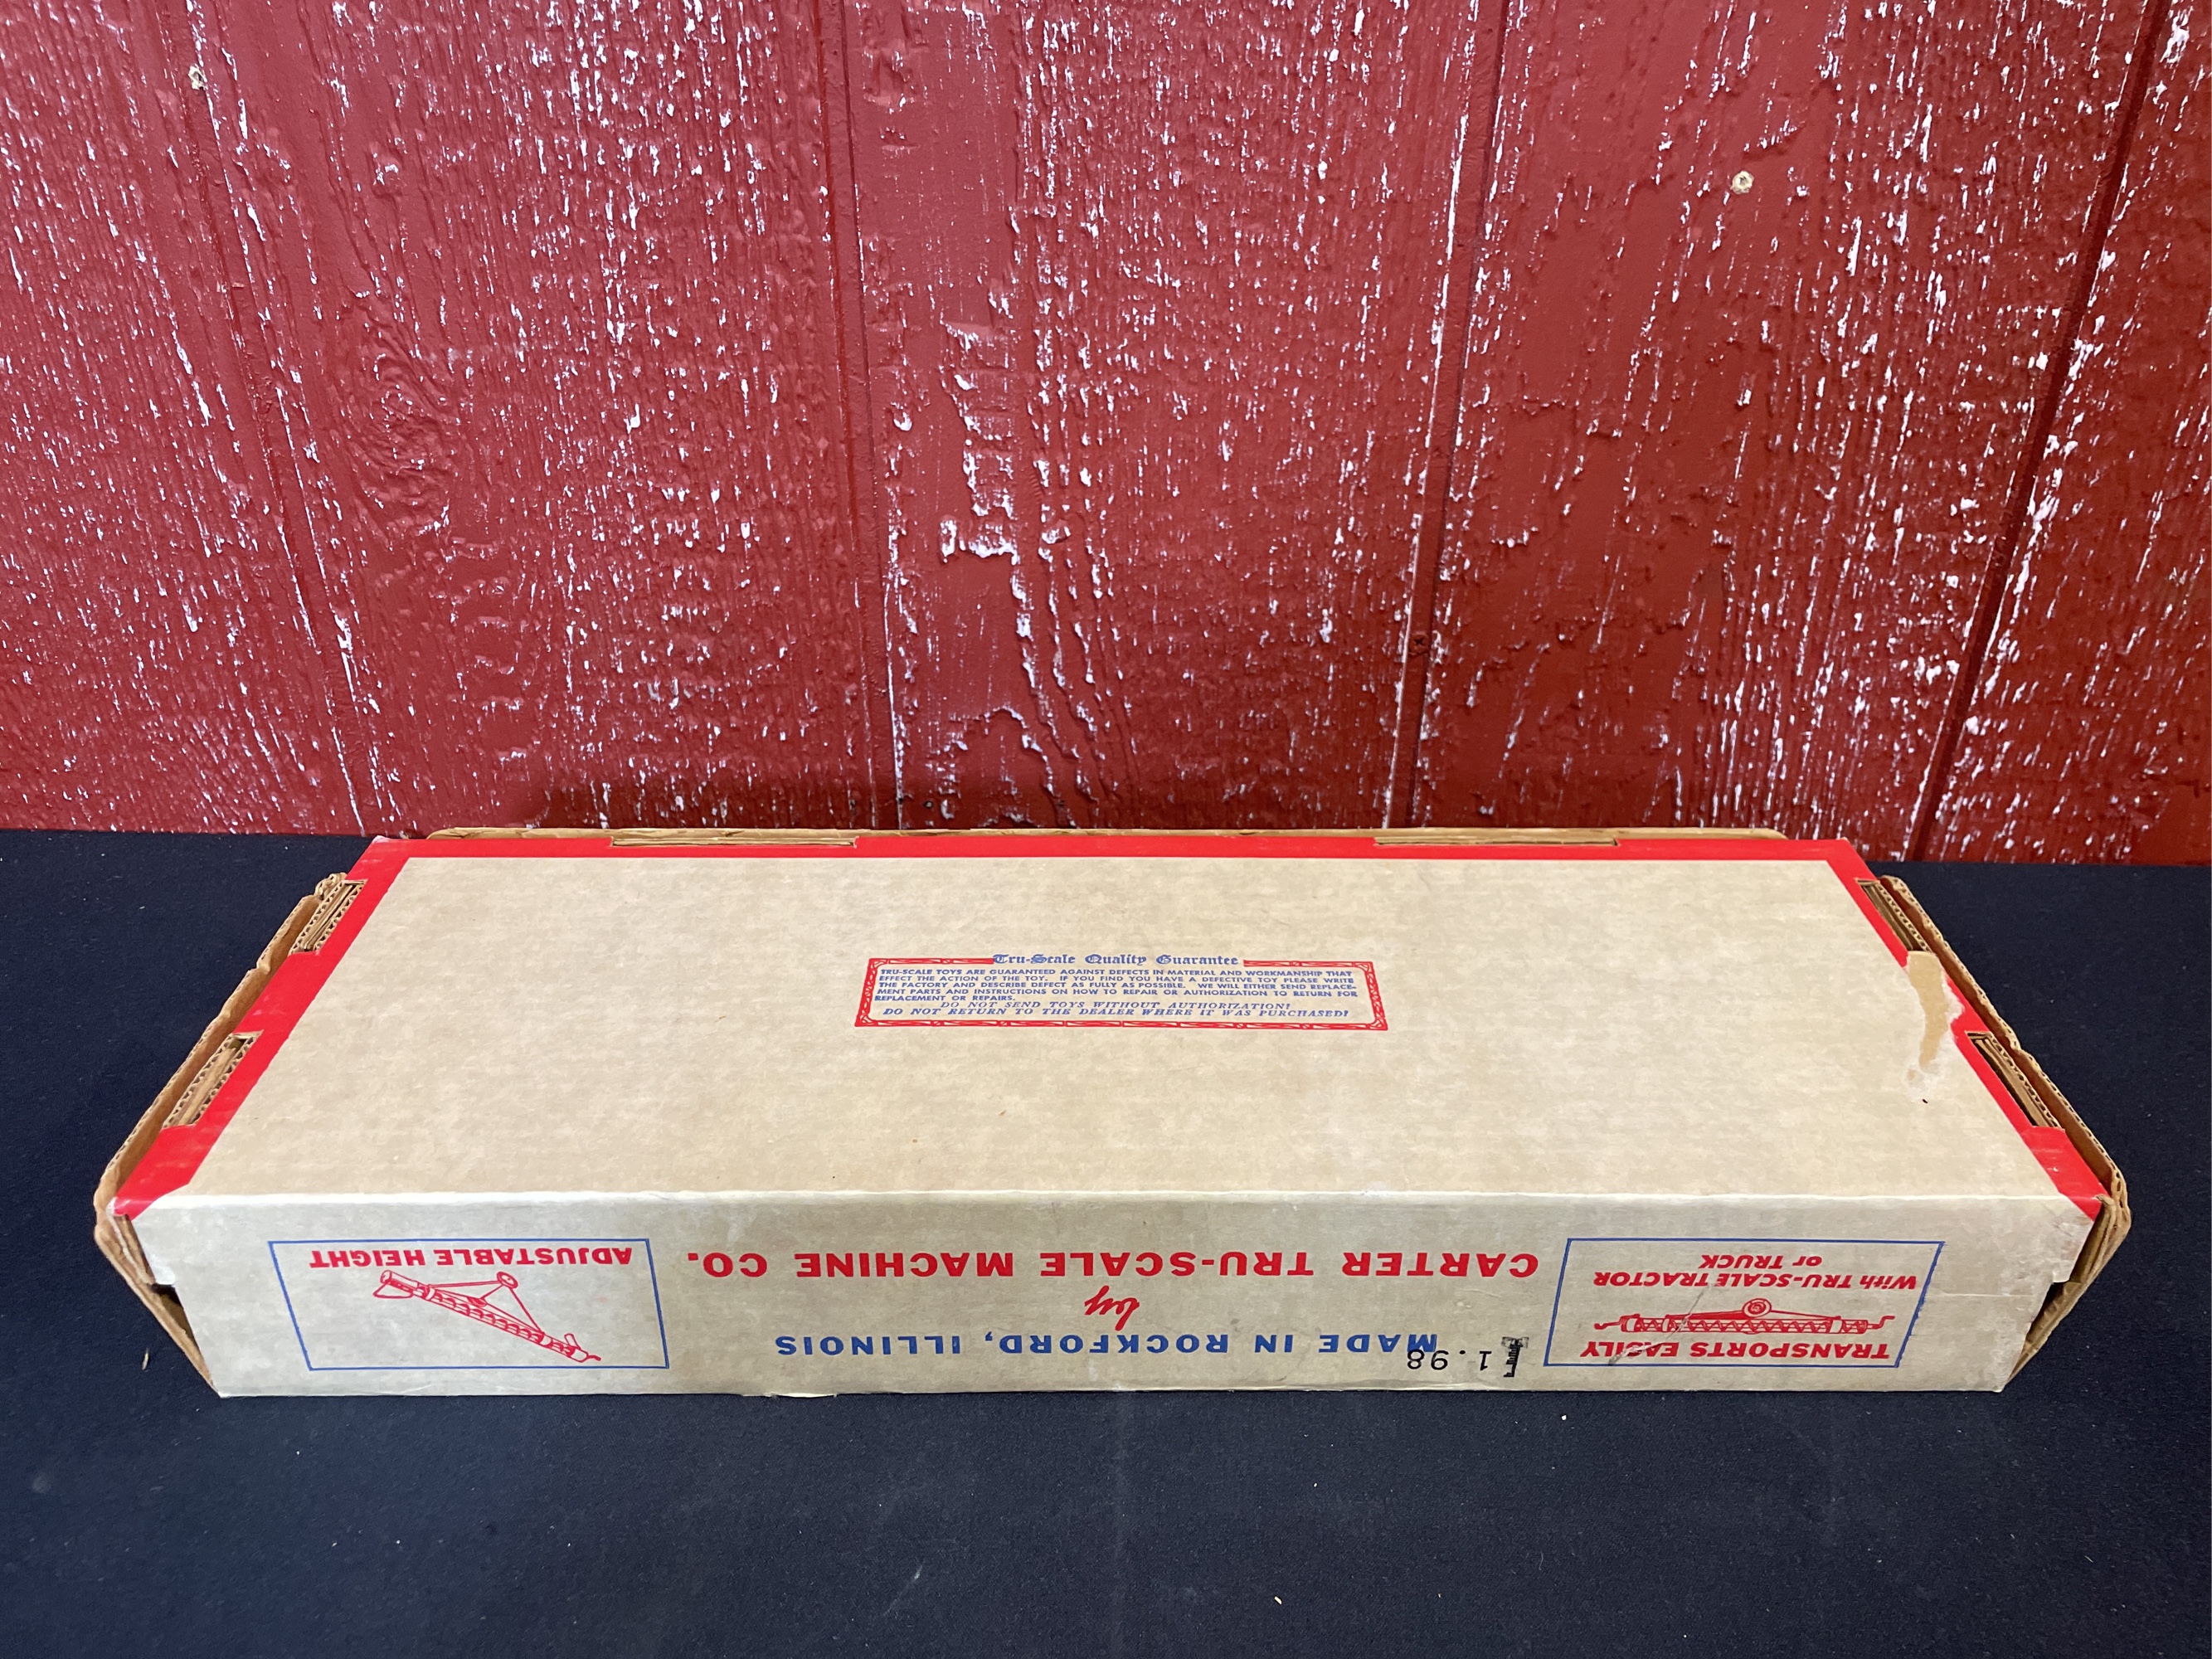 Tru-Scale Quality Guarantee
TRU-SCALE TOYS ARE GUARANTEED AGAINST DEFECTS IN MATERIAL AND WORKMANSHIP THAT
EFFECT THE ACTION OF THE TOY. IF YOU FIND YOU HAVE A DEFECTIVE TOY PLEASE WRITE
THE FACTORY AND DESCRIBE DEFECT AS FULLY AS POSSIBLE. WE WILL EITHER SEND REPLACE-
MENT PARTS AND INSTRUCTIONS ON HOW TO REPAIR OR AUTHORIZATION TO RETURN FOR
REPLACEMENT OR REPAIRS.
DO NOT SEND TOYS WITHOUT AUTHORIZATION!
DO NOT RETURN TO THE DEALER WHERE IT WAS PURCHASED!
TRANSPORTS EASILY
With TRU-SCALE TRACTOR
or TRUCK
1.98
MADE IN ROCKFORD, ILLINOIS
by
CARTER TRU-SCALE MACHINE CO.
ADJUSTABLE HEIGHT